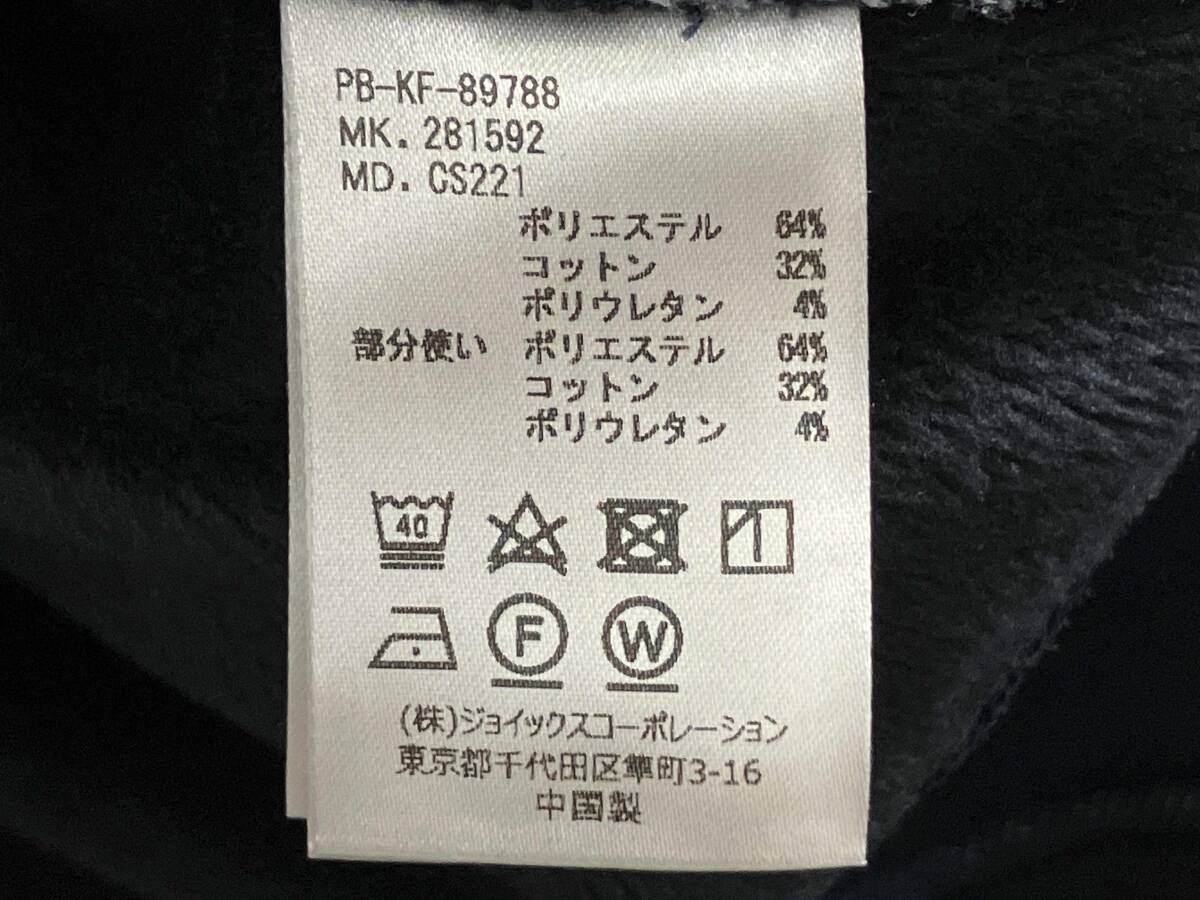 PB-KF-89788
MK. 281592
MD. CS221
ポリエステル 64%
コットン 32%
ポリウレタン 4%
部分使い ポリエステル 64%
コットン 32%
ポリウレタン 4%
40
F
W
(株)ジョイックスコーポレーション
東京都千代田区隼町3-16
中国製